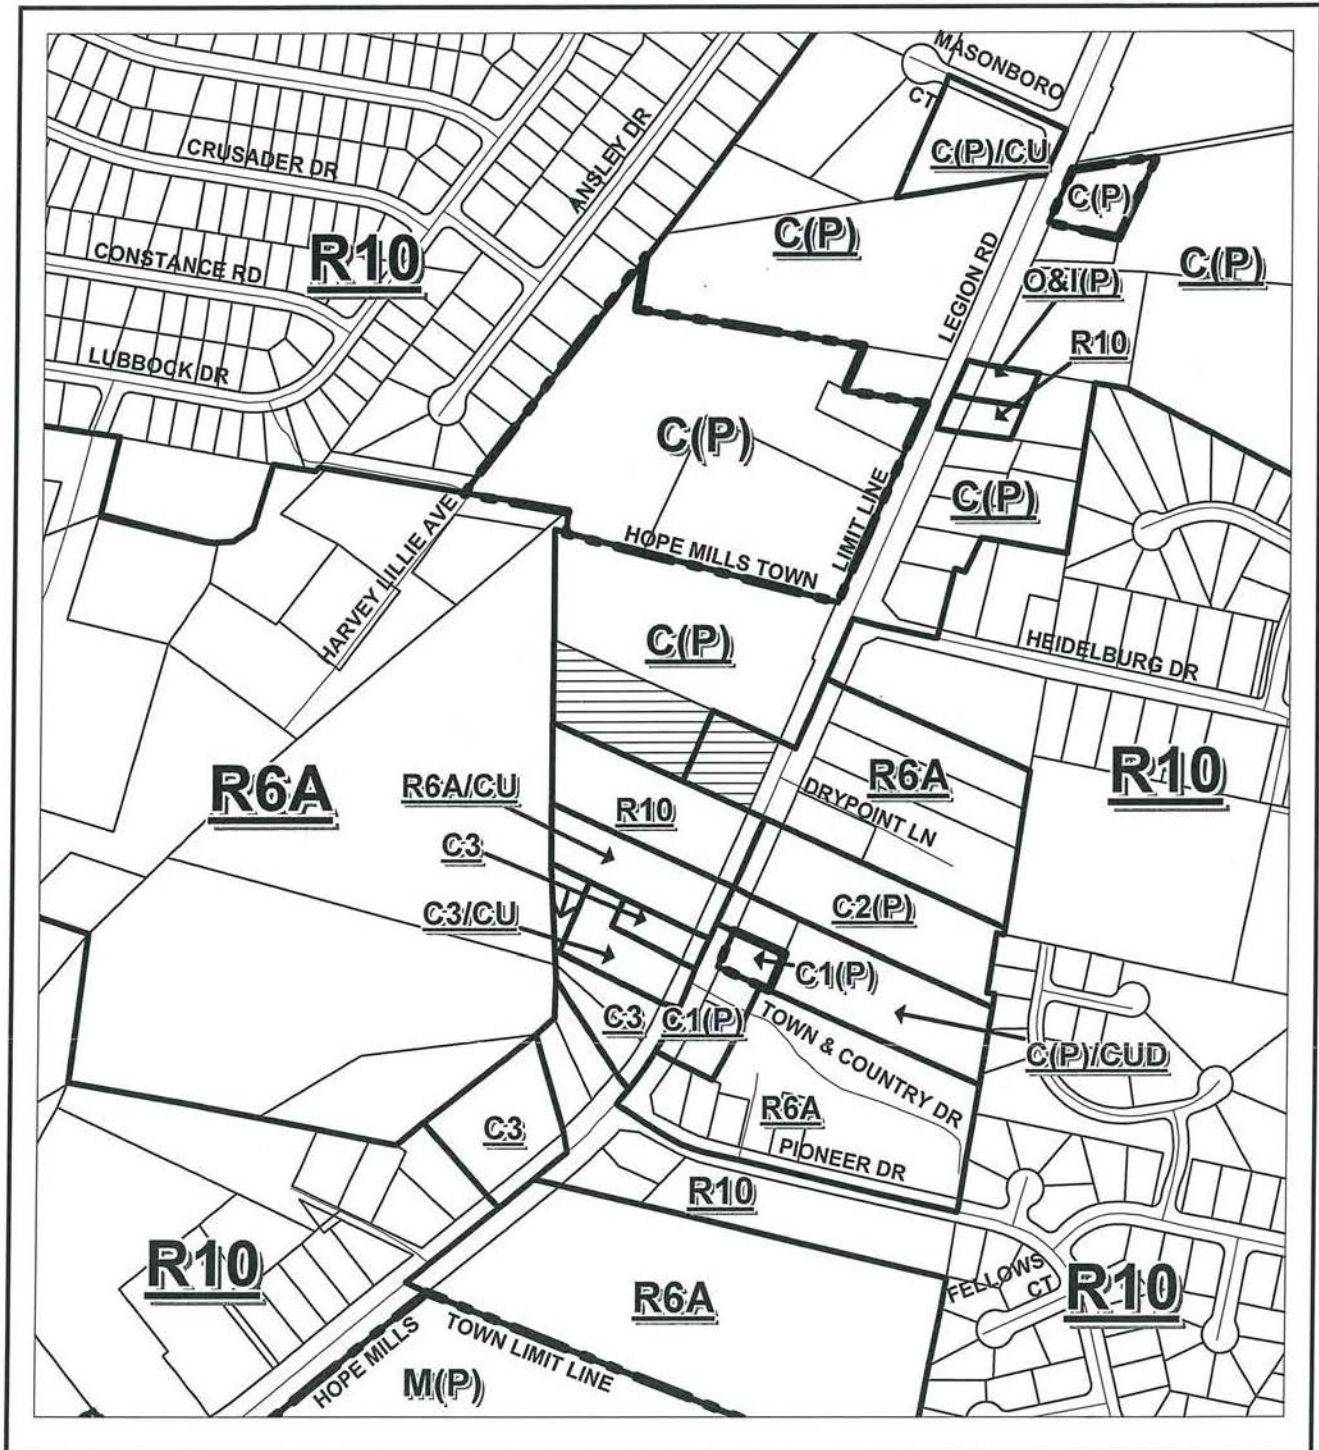 MASONBORO
CT
C(P)/CU
CRUSADER DR
ANSLEY DR
C(P)
R10
CONSTANCE RD
C(P)
LEGION RD
C(P)
O&I(P)
R10
LUBBOCK DR
C(P)
C(P)
LIMIT LINE
HARVEY LILLIE AVE
HOPE MILLS TOWN
C(P)
HEIDELBURG DR
R6A
R6A/CU
R10
R6A
R10
DRYPOINT LN
C3
C3/CU
C2(P)
C1(P)
C3
C1(P)
TOWN & COUNTRY DR
C(P)/CUD
C3
R6A
PIONEER DR
R10
R10
R6A
FELLOWS
CT
R10
HOPE MILLS
TOWN LIMIT LINE
M(P)